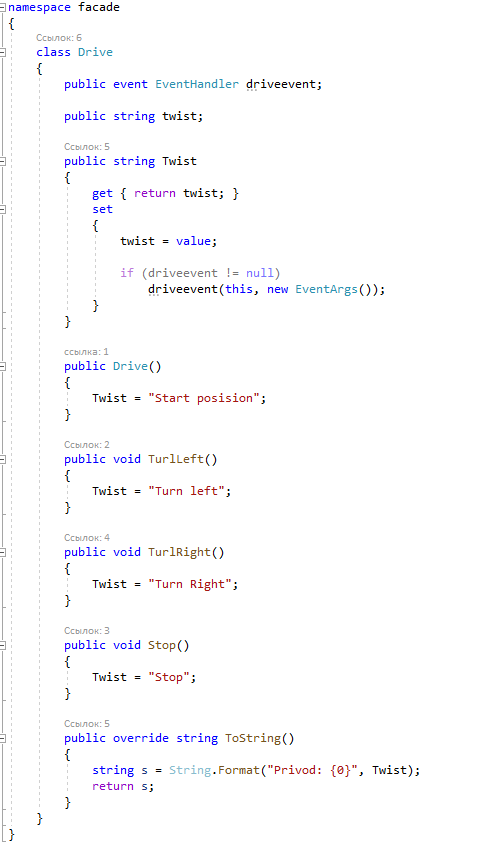 namespace facade
{
Ссылок: 6
class Drive
{
public event EventHandler driveevent;
public string twist;
Ссылок: 5
public string Twist
{
get { return twist; }
set
{
twist = value;
if (driveevent != null)
driveevent(this, new EventArgs());
}
}
ссылка: 1
public Drive()
{
Twist = "Start posision";
}
Ссылок: 2
public void TurlLeft()
{
Twist = "Turn left";
}
Ссылок: 4
public void TurlRight()
{
Twist = "Turn Right";
}
Ссылок: 3
public void Stop()
{
Twist = "Stop";
}
Ссылок: 5
public override string ToString()
{
string s = String.Format("Privod: {0}", Twist);
return s;
}
}
}